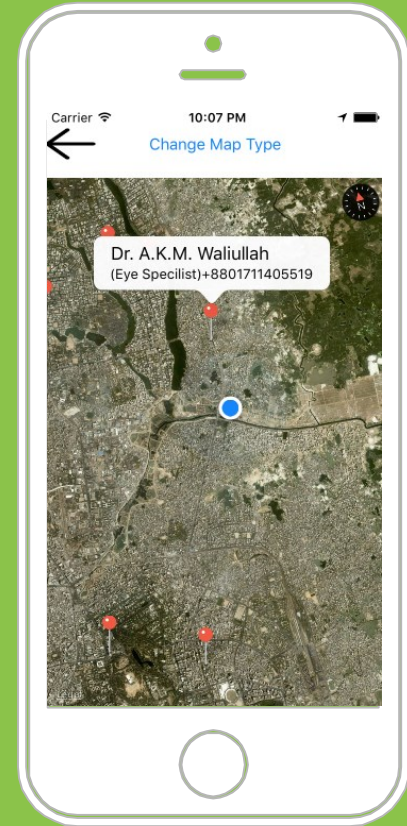 Carrier 10:07 PM
Change Map Type
Dr. A.K.M. Waliullah
(Eye Specilist)+8801711405519